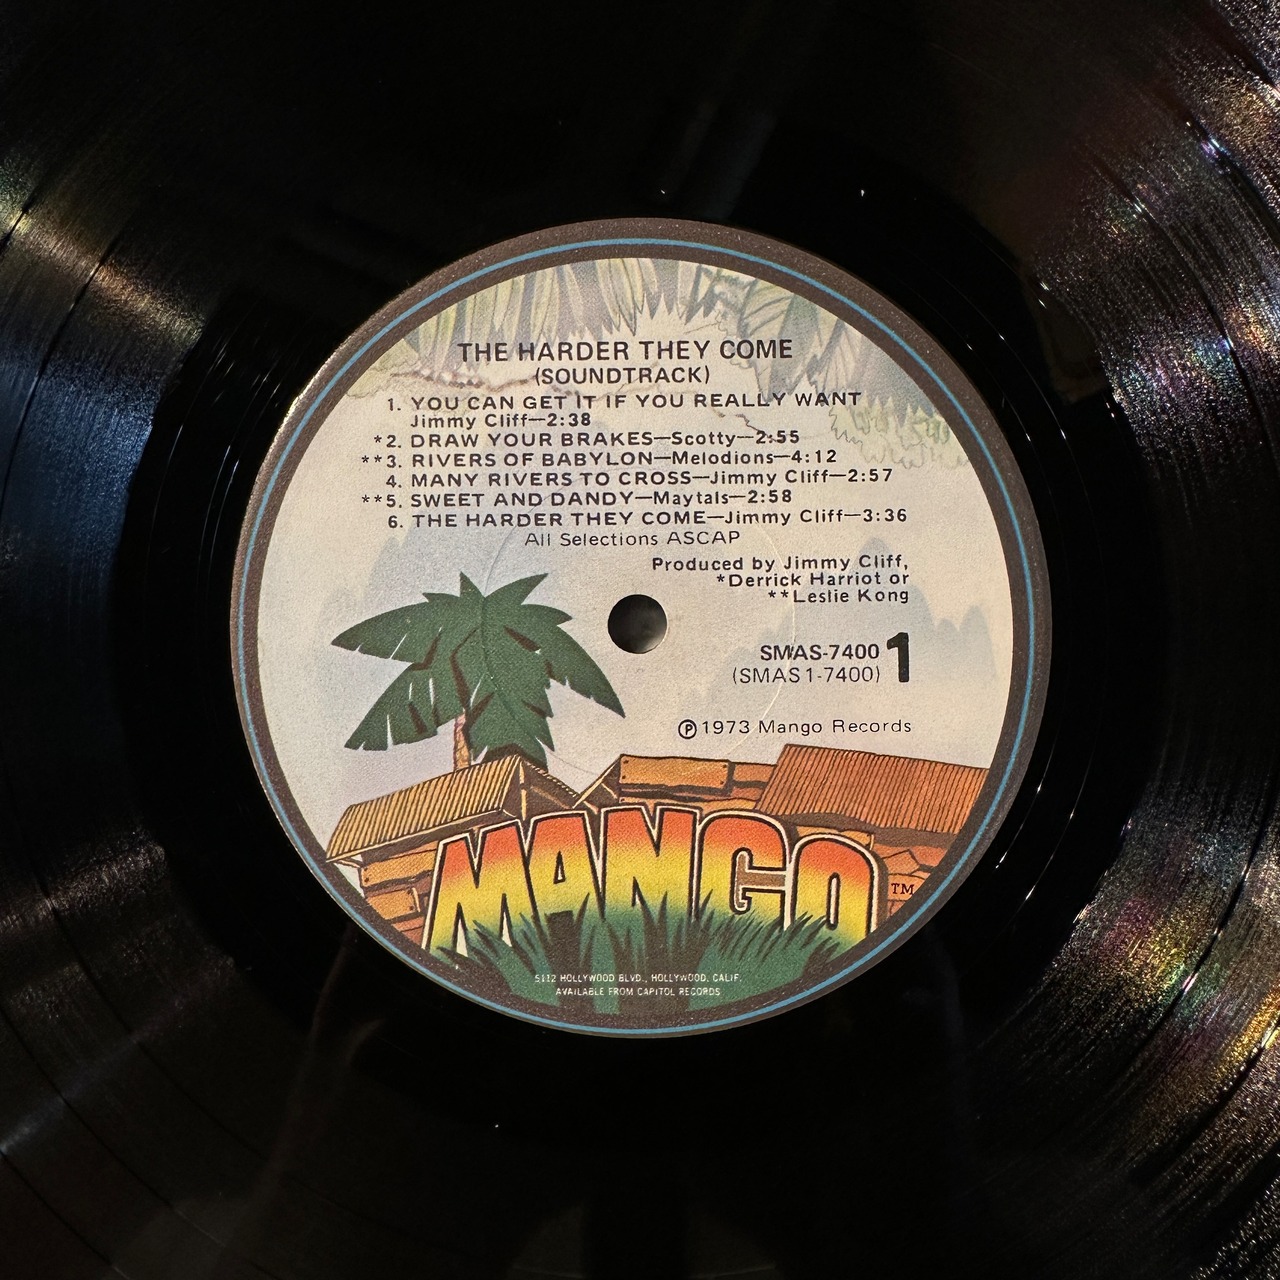 THE HARDER THEY COME
(SOUNDTRACK)
1. YOU CAN GET IT IF YOU REALLY WANT
Jimmy Cliff—2:38
*2. DRAW YOUR BRAKES—Scotty—2:55
**3. RIVERS OF BABYLON—Melodions—4:12
4. MANY RIVERS TO CROSS—Jimmy Cliff—2:57
**5. SWEET AND DANDY—Maytals—2:58
6. THE HARDER THEY COME—Jimmy Cliff—3:36
All Selections ASCAP
Produced by Jimmy Cliff,
*Derrick Harriot or
**Leslie Kong
SMAS-7400 1
(SMAS1-7400)
Ⓟ1973 Mango Records
MANGO TM
5112 HOLLYWOOD BLVD., HOLLYWOOD, CALIF.
AVAILABLE FROM CAPITOL RECORDS